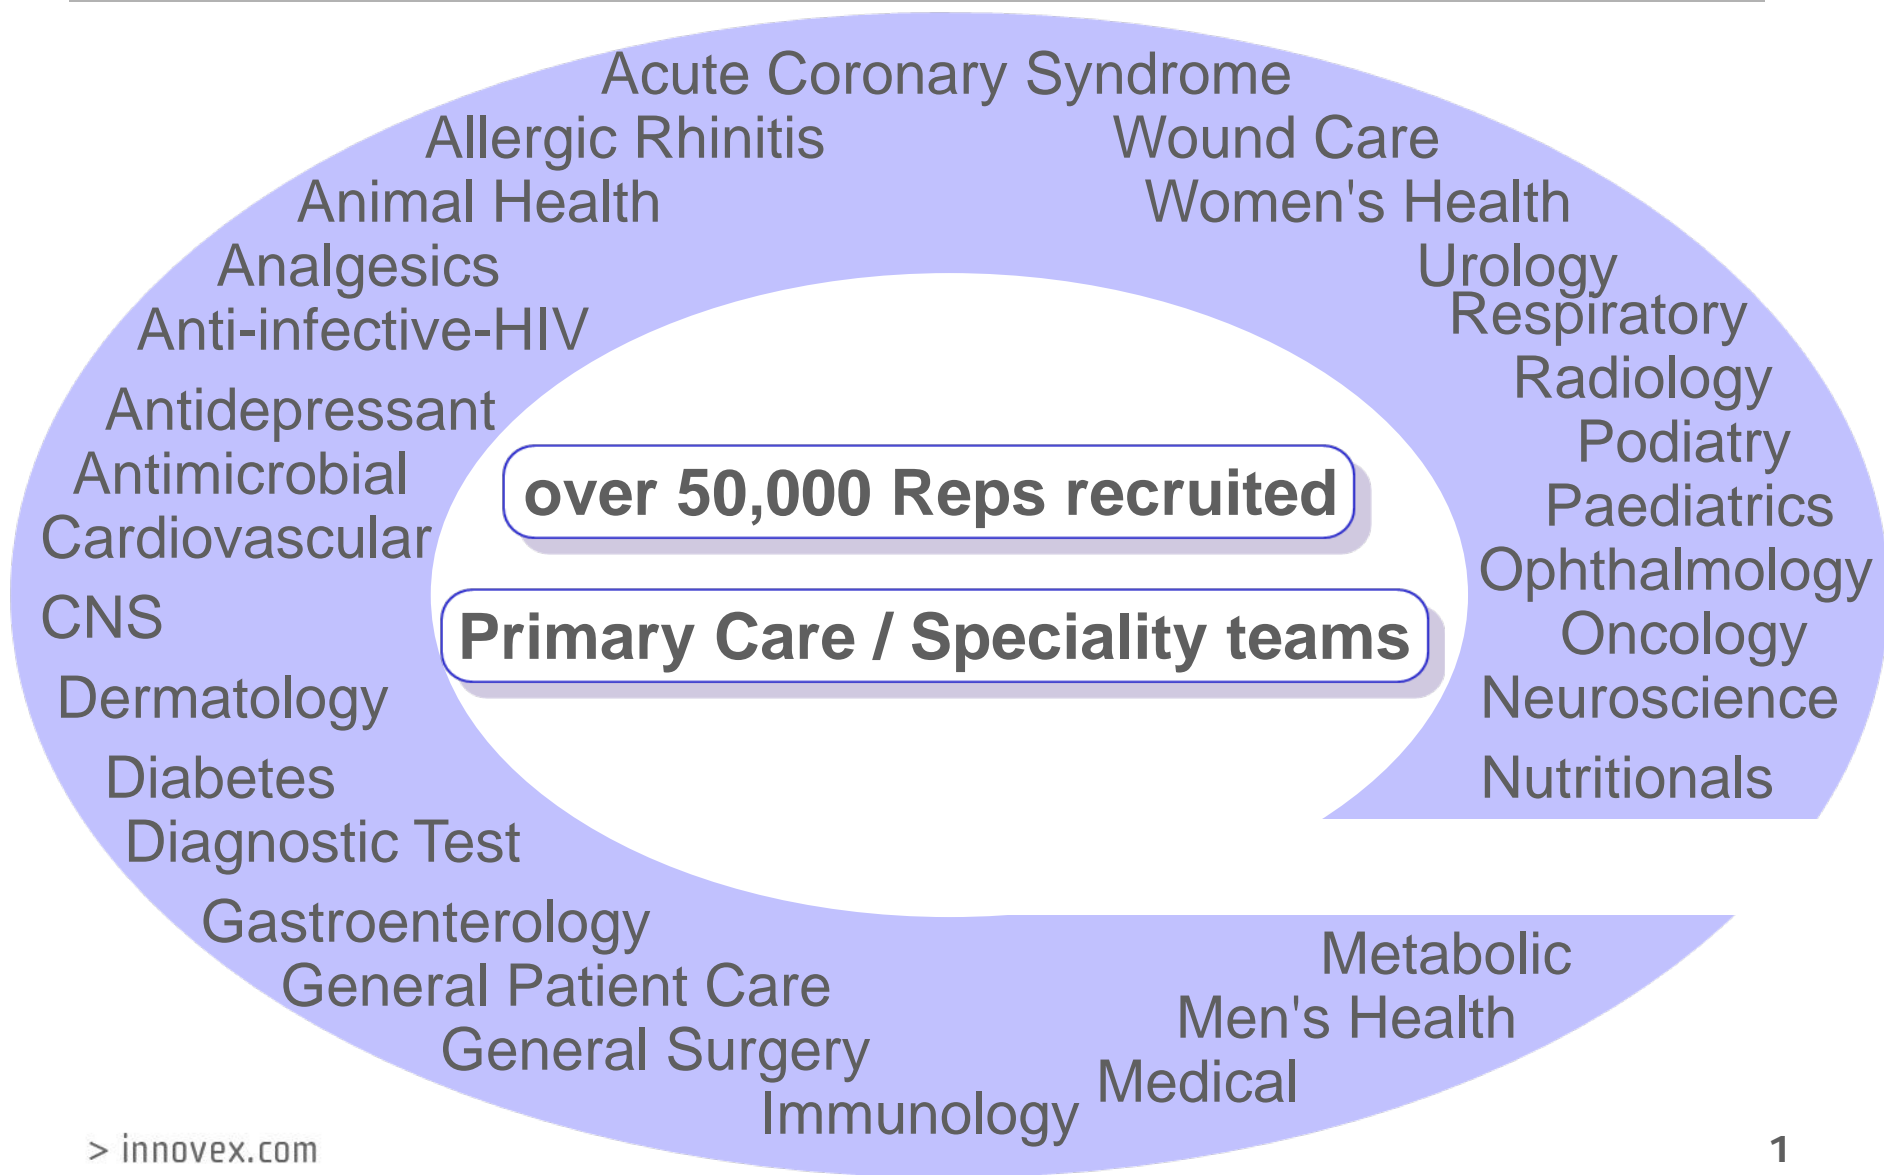 Acute Coronary Syndrome
Allergic Rhinitis
Wound Care
Animal Health
Women's Health
Analgesics
Urology
Anti-infective-HIV
Respiratory
Radiology
Antidepressant
Podiatry
Antimicrobial
over 50,000 Reps recruited
Paediatrics
Cardiovascular
Ophthalmology
CNS
Primary Care / Speciality teams
Oncology
Dermatology
Neuroscience
Diabetes
Nutritionals
Diagnostic Test
Gastroenterology
Metabolic
General Patient Care
Men's Health
General Surgery
Medical
Immunology
> innovex.com
1